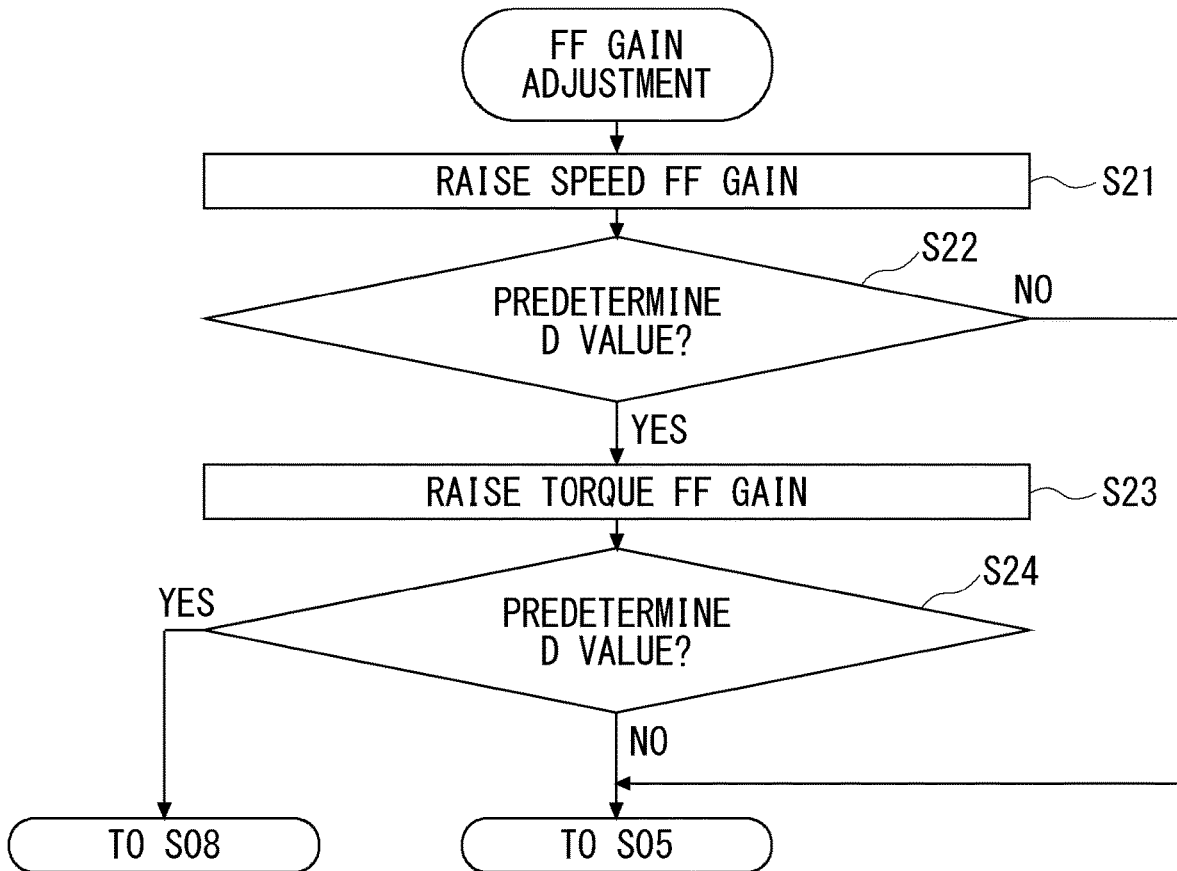 FF GAIN
ADJUSTMENT
RAISE SPEED FF GAIN
S21
S22
PREDETERMINE
D VALUE?
NO
YES
RAISE TORQUE FF GAIN
S23
S24
YES
PREDETERMINE
D VALUE?
NO
TO S08
TO S05